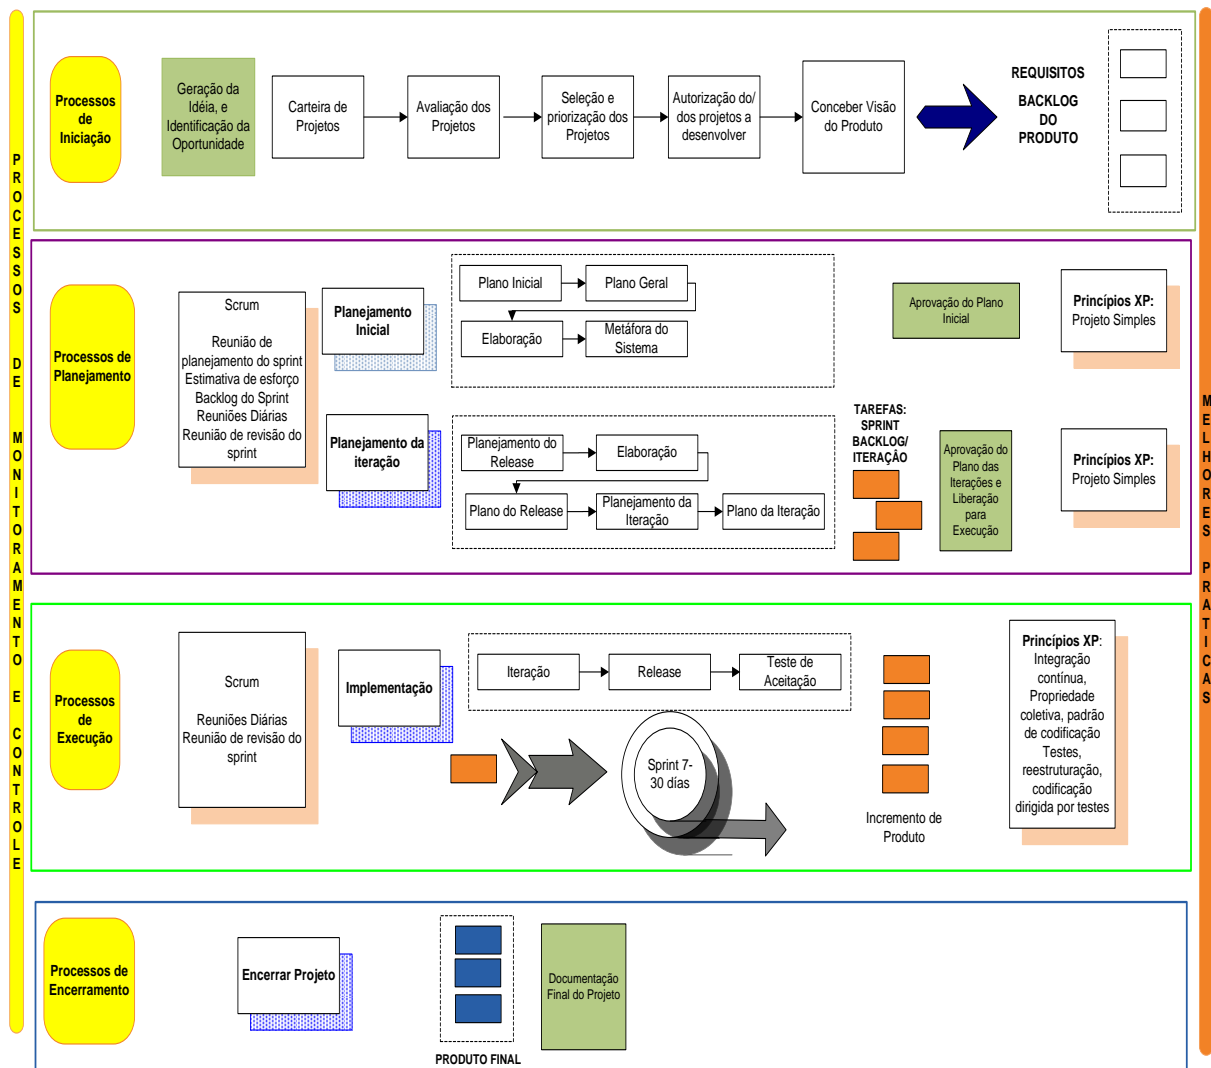 PROCESSOS DE MONITORAMENTO E CONTROLE
Processos
de
Iniciação
Geração da
Idéia, e
Identificação da
Oportunidade
Carteira de
Projetos
Avaliação dos
Projetos
Seleção e
priorização dos
Projetos
Autorização do/
dos projetos a
desenvolver
Conceber Visão
do Produto
REQUISITOS
BACKLOG
DO
PRODUTO
Processos de
Planejamento
Scrum
Reunião de
planejamento do sprint
Estimativa de esforço
Backlog do Sprint
Reuniões Diárias
Reunião de revisão do
sprint
Planejamento
Inicial
Plano Inicial
Plano Geral
Elaboração
Metáfora do
Sistema
Aprovação do Plano
Inicial
Princípios XP:
Projeto Simples
Planejamento da
iteração
Planejamento do
Release
Elaboração
Plano do Release
Planejamento da
Iteração
Plano da Iteração
TAREFAS:
SPRINT
BACKLOG/
ITERAÇÂO
Aprovação do
Plano das
Iterações e
Liberação
para
Execução
Princípios XP:
Projeto Simples
Processos
de
Execução
Scrum
Reuniões Diárias
Reunião de revisão do
sprint
Implementação
Iteração
Release
Teste de
Aceitação
Sprint 7-
30 días
Incremento de
Produto
Princípios XP:
Integração
contínua,
Propriedade
coletiva, padrão
de codificação
Testes,
reestruturação,
codificação
dirigida por testes
Processos de
Encerramento
Encerrar Projeto
PRODUTO FINAL
Documentação
Final do Projeto
MELHORES PRATICAS